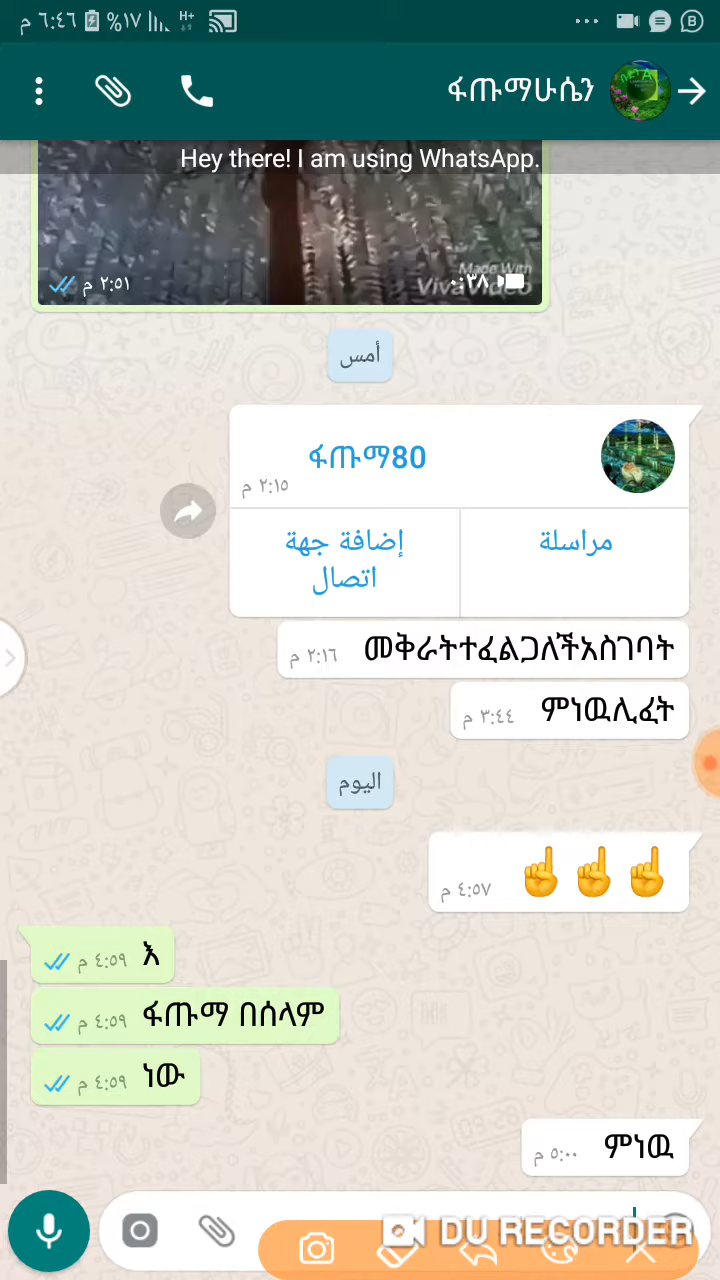 م ٦:٤٦ %١٧ H+
ፋጡማሁሴን
Hey there! I am using WhatsApp.
م ٢:٥١
Made With
VivaVideo
٠:٣٨
أمس
ፋጡማ80
م ٢:١٥
مراسلة
إضافة جهة
اتصال
መቅራትተፈልጋለችአስገባት
م ٢:١٦
ምነዉሊፈት
م ٣:٤٤
اليوم
☝☝☝
م ٤:٥٧
እ
م ٤:٥٩
ፋጡማ በሰላም
م ٤:٥٩
ነው
م ٤:٥٩
ምነዉ
م ٥:٠٠
DU RECORDER